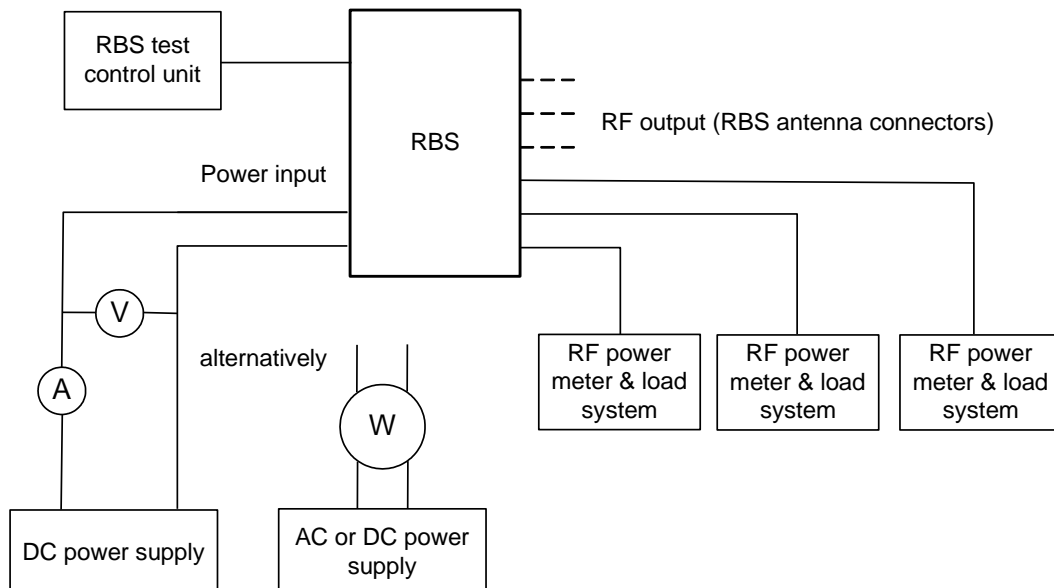 RBS test
control unit
RBS
RF output (RBS antenna connectors)
Power input
V
A
alternatively
W
RF power
meter & load
system
RF power
meter & load
system
RF power
meter & load
system
DC power supply
AC or DC power
supply